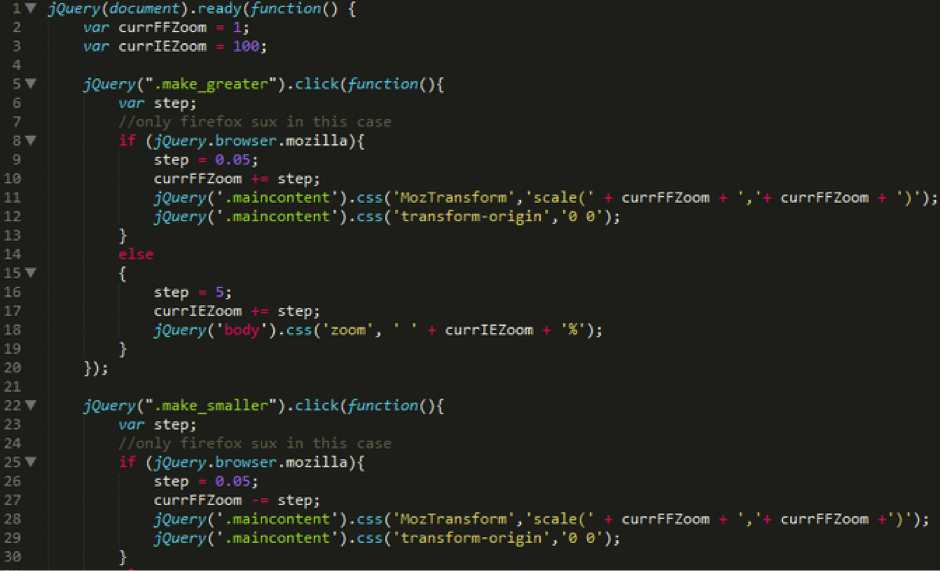 1 jQuery(document).ready(function() {
2 var currFFZoom = 1;
3 var currIEZoom = 100;
4
5 jQuery(".make_greater").click(function(){
6 var step;
7 //only firefox sux in this case
8 if (jQuery.browser.mozilla){
9 step = 0.05;
10 currFFZoom += step;
11 jQuery('.maincontent').css('MozTransform','scale(' + currFFZoom + ','+ currFFZoom + ')');
12 jQuery('.maincontent').css('transform-origin','0 0');
13 }
14 else
15 {
16 step = 5;
17 currIEZoom += step;
18 jQuery('body').css('zoom', ' ' + currIEZoom + '%');
19 }
20 });
21
22 jQuery(".make_smaller").click(function(){
23 var step;
24 //only firefox sux in this case
25 if (jQuery.browser.mozilla){
26 step = 0.05;
27 currFFZoom -= step;
28 jQuery('.maincontent').css('MozTransform','scale(' + currFFZoom + ','+ currFFZoom +')');
29 jQuery('.maincontent').css('transform-origin','0 0');
30 }